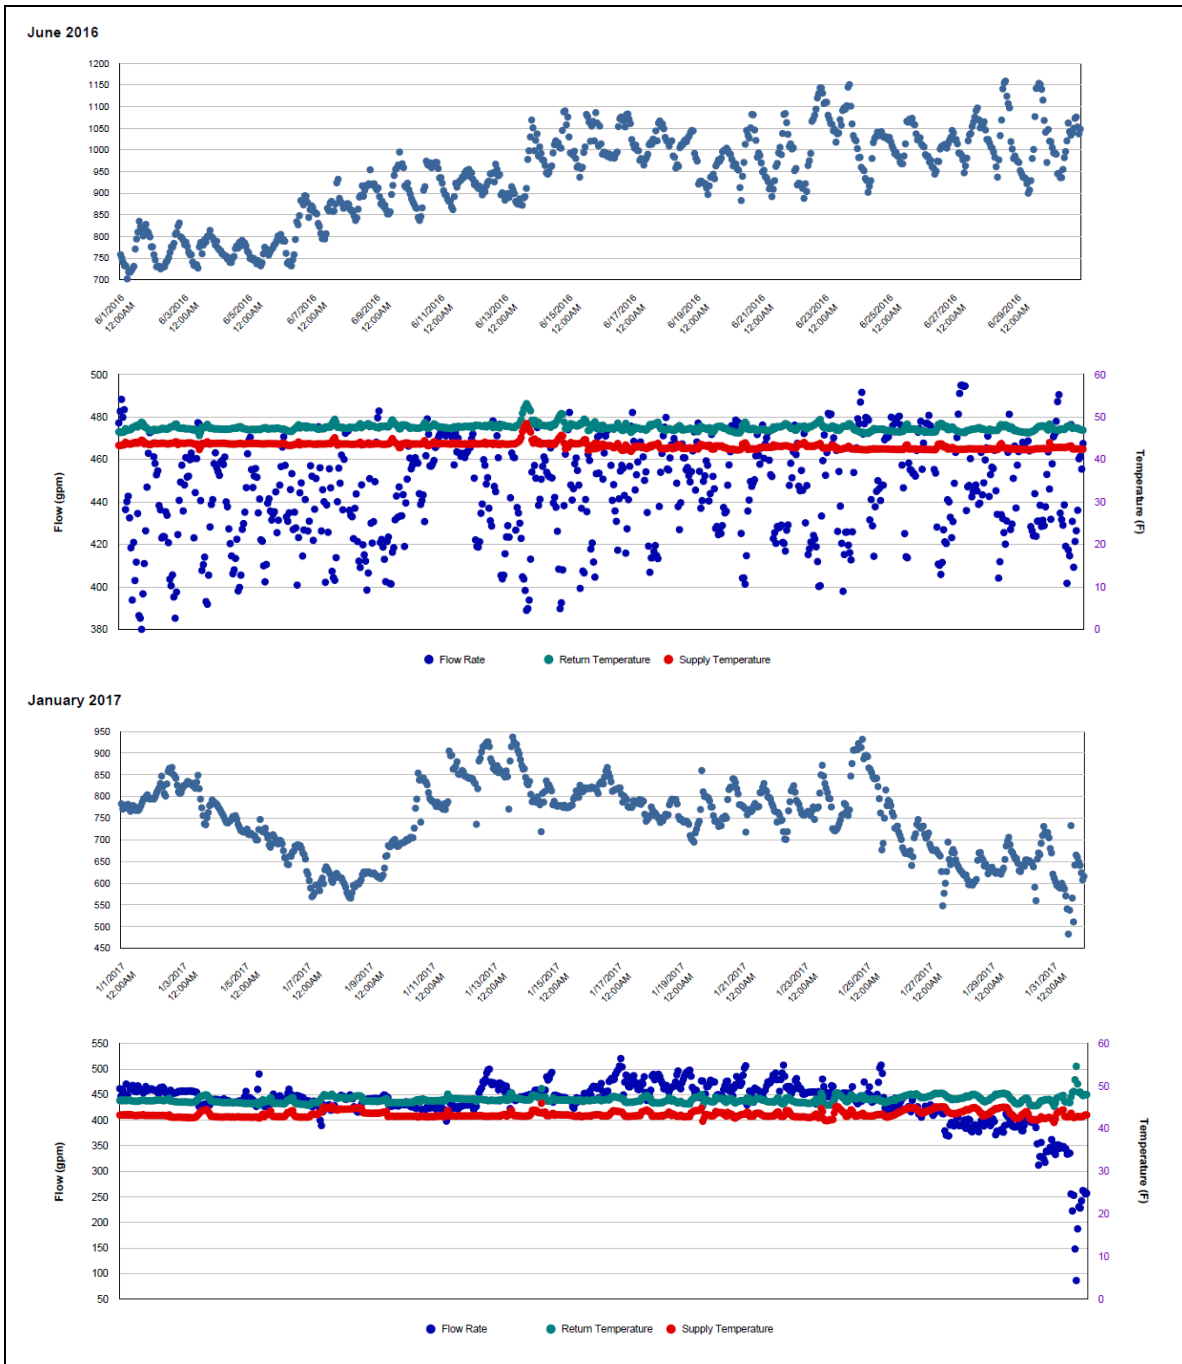 June 2016
1200
1150
1100
1050
1000
950
900
850
800
750
700
6/1/2016 12:00AM
6/3/2016 12:00AM
6/5/2016 12:00AM
6/7/2016 12:00AM
6/9/2016 12:00AM
6/11/2016 12:00AM
6/13/2016 12:00AM
6/15/2016 12:00AM
6/17/2016 12:00AM
6/19/2016 12:00AM
6/21/2016 12:00AM
6/23/2016 12:00AM
6/25/2016 12:00AM
6/27/2016 12:00AM
6/29/2016 12:00AM
500
480
460
440
420
400
380
Flow (gpm)
60
50
40
30
20
10
0
Temperature (F)
Flow Rate
Return Temperature
Supply Temperature
January 2017
950
900
850
800
750
700
650
600
550
500
450
1/1/2017 12:00AM
1/3/2017 12:00AM
1/5/2017 12:00AM
1/7/2017 12:00AM
1/9/2017 12:00AM
1/11/2017 12:00AM
1/13/2017 12:00AM
1/15/2017 12:00AM
1/17/2017 12:00AM
1/19/2017 12:00AM
1/21/2017 12:00AM
1/23/2017 12:00AM
1/25/2017 12:00AM
1/27/2017 12:00AM
1/29/2017 12:00AM
1/31/2017 12:00AM
550
500
450
400
350
300
250
200
150
100
50
Flow (gpm)
60
50
40
30
20
10
0
Temperature (F)
Flow Rate
Return Temperature
Supply Temperature